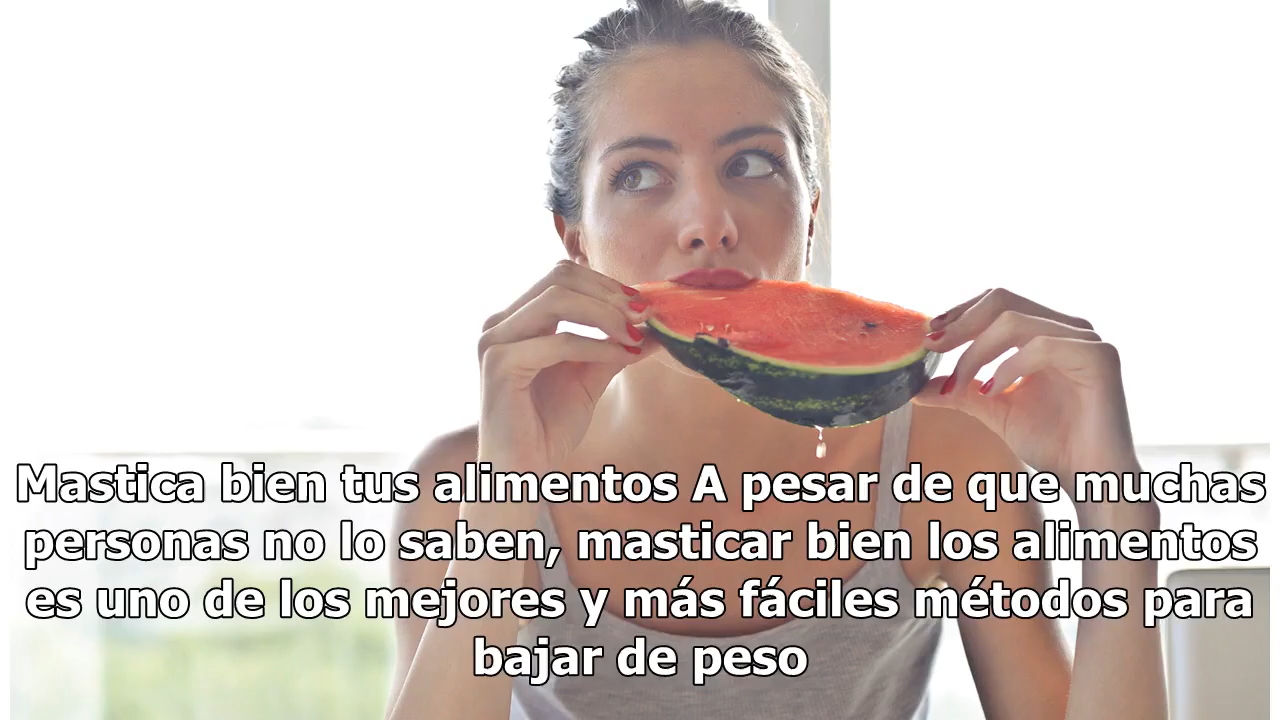 Mastica bien tus alimentos A pesar de que muchas
personas no lo saben, masticar bien los alimentos
es uno de los mejores y más fáciles métodos para
bajar de peso